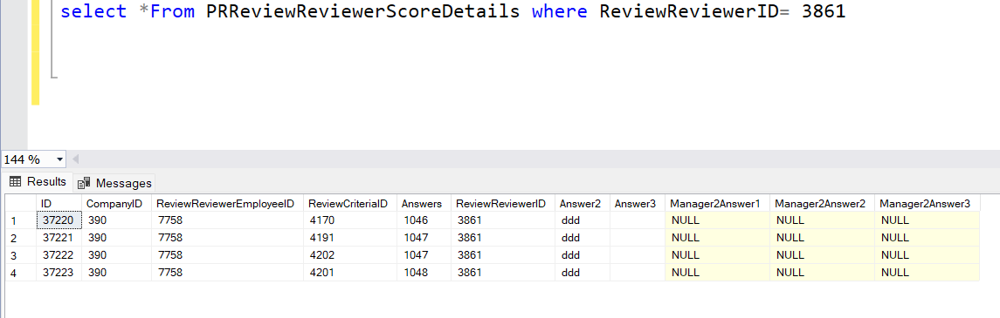 select *From PRReviewReviewerScoreDetails where ReviewReviewerID= 3861
144 %
Results Messages
ID CompanyID ReviewReviewerEmployeeID ReviewCriteriaID Answers ReviewReviewerID Answer2 Answer3 Manager2Answer1 Manager2Answer2 Manager2Answer3
1 37220 390 7758 4170 1046 3861 ddd NULL NULL NULL
2 37221 390 7758 4191 1047 3861 ddd NULL NULL NULL
3 37222 390 7758 4202 1047 3861 ddd NULL NULL NULL
4 37223 390 7758 4201 1048 3861 ddd NULL NULL NULL